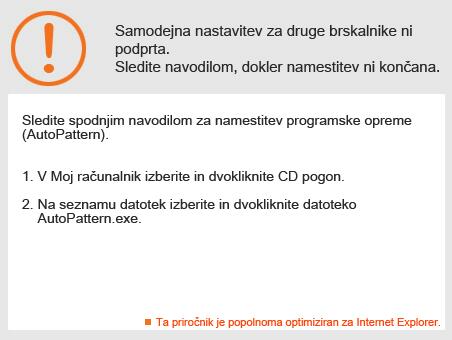 Samodejna nastavitev za druge brskalnike ni
podprta.
Sledite navodilom, dokler namestitev ni končana.
Sledite spodnjim navodilom za namestitev programske opreme
(AutoPattern).
1. V Moj računalnik izberite in dvokliknite CD pogon.
2. Na seznamu datotek izberite in dvokliknite datoteko
AutoPattern.exe.
Ta priročnik je popolnoma optimiziran za Internet Explorer.